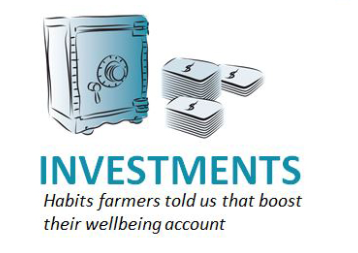 INVESTMENTS
Habits farmers told us that boost
their wellbeing account